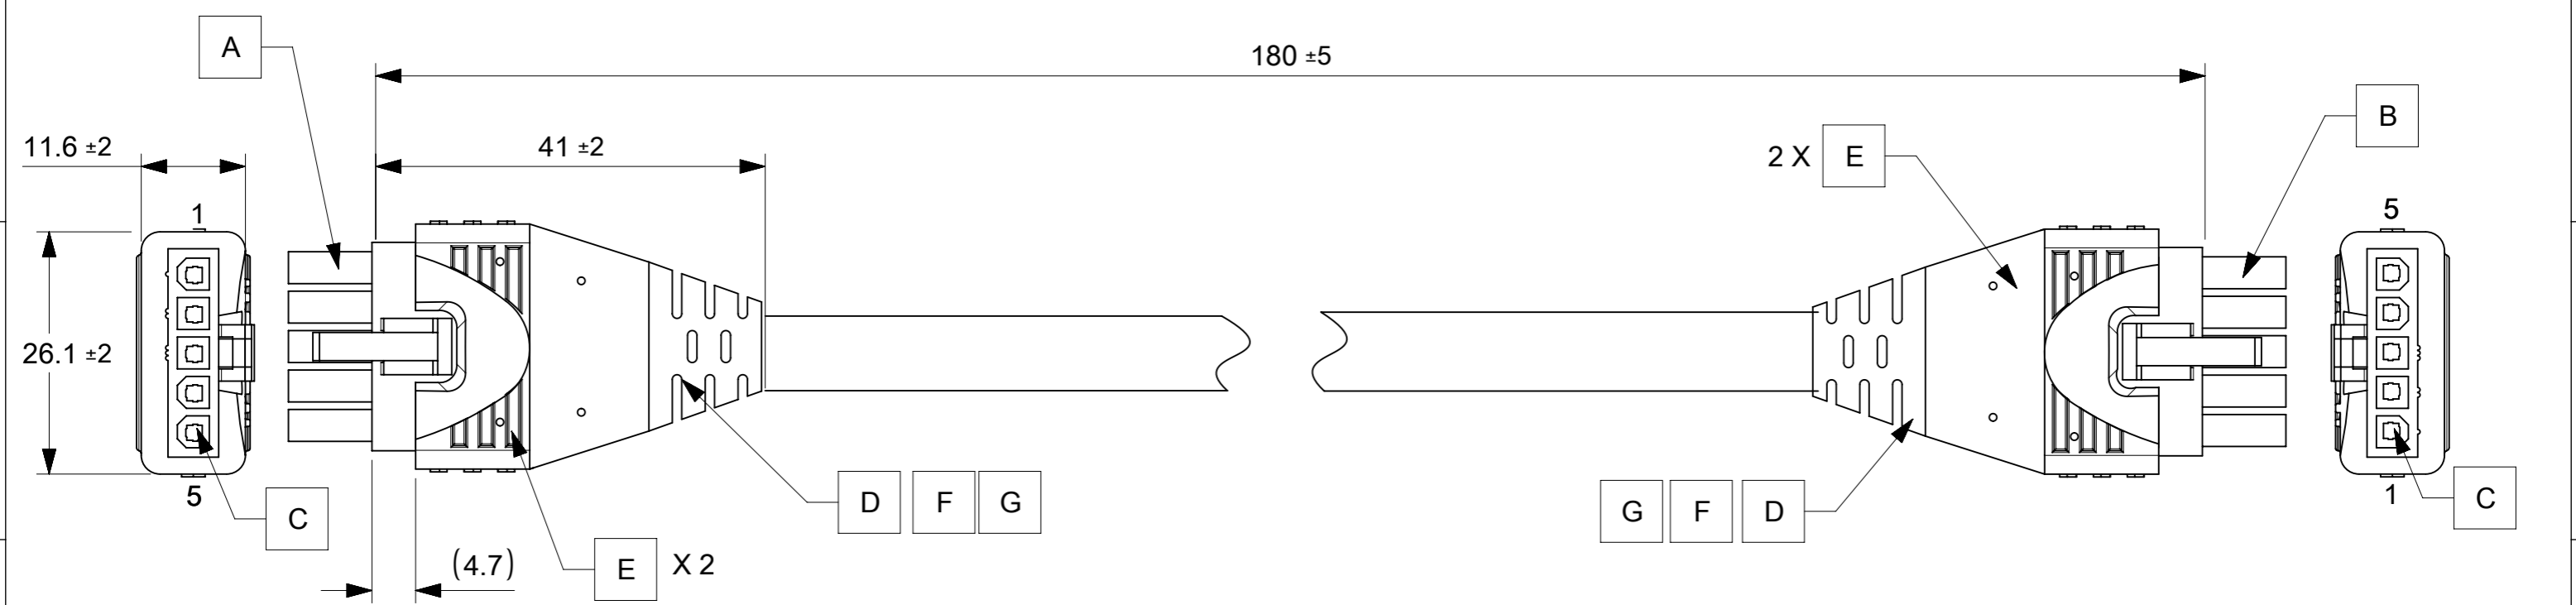 A
180 ±5
B
11.6 ±2
41 ±2
2 X E
1
5
26.1 ±2
5
1
C
D F G
G F D
C
(4.7)
E X 2